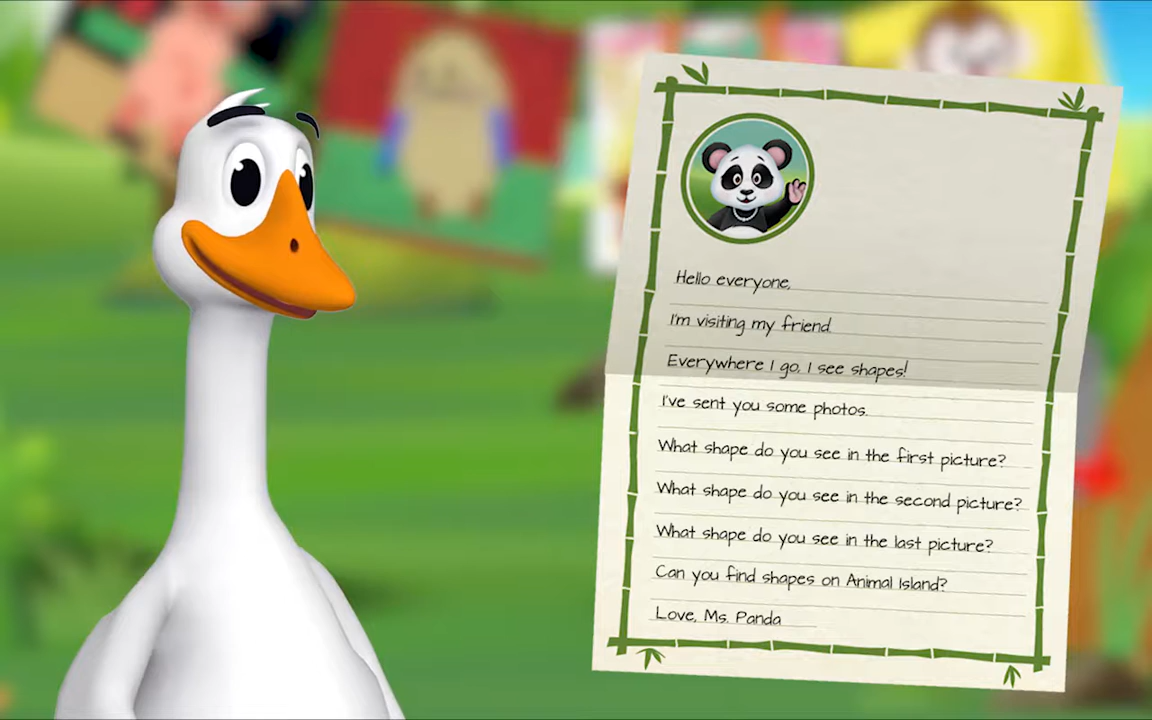 Hello everyone,
I'm visiting my friend.
Everywhere I go, I see shapes!
I've sent you some photos.
What shape do you see in the first picture?
What shape do you see in the second picture?
What shape do you see in the last picture?
Can you find shapes on Animal Island?
Love, Ms. Panda